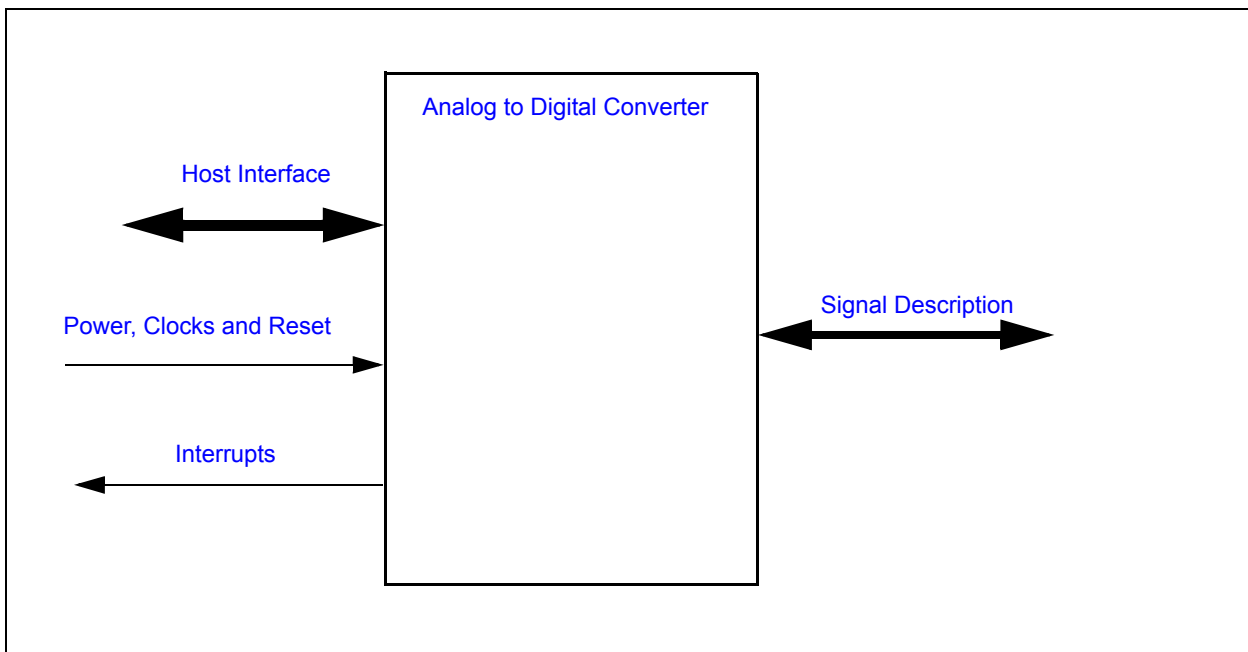 Analog to Digital Converter
Host Interface
Signal Description
Power, Clocks and Reset
Interrupts